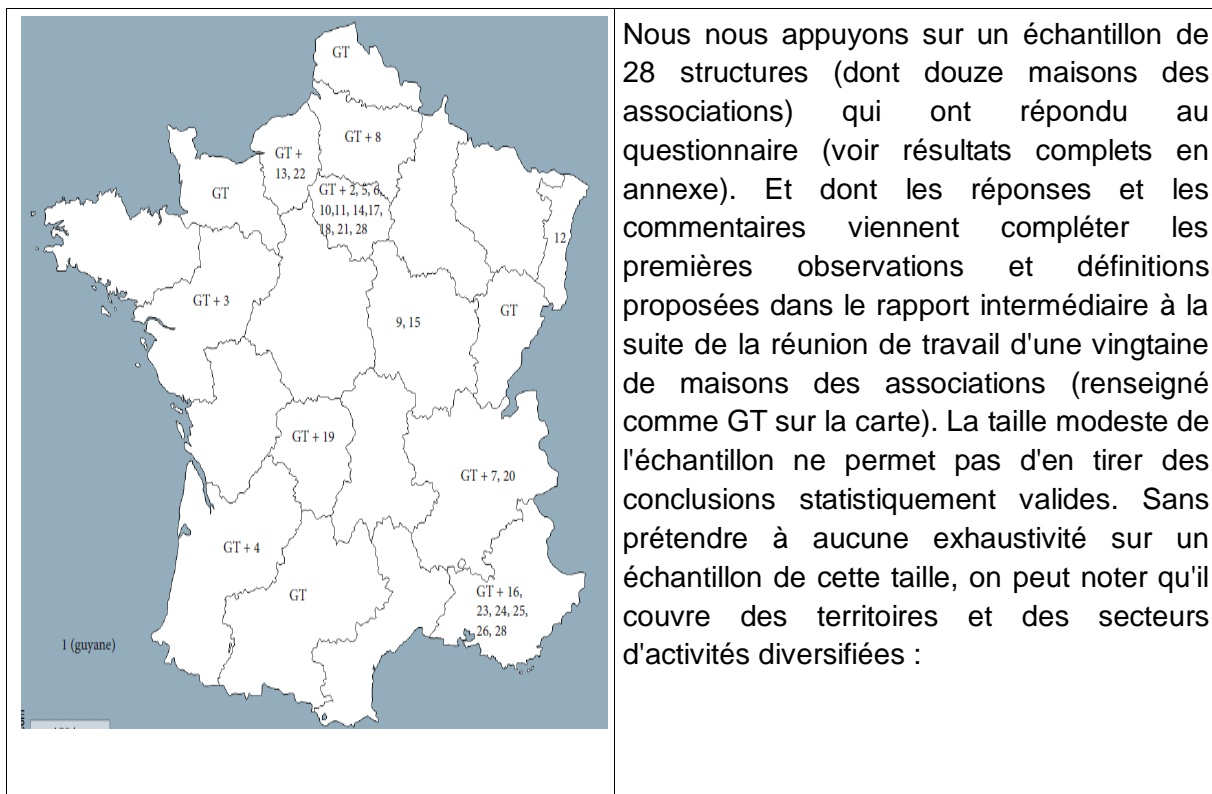 GT
GT + 8
GT +
13, 22
GT
GT + 2, 5, 6,
10,11, 14,17,
18, 21, 28
12
GT + 3
9, 15
GT
GT + 19
GT + 7, 20
GT + 4
GT
GT + 16,
23, 24, 25,
26, 28
1 (guyane)
Nous nous appuyons sur un échantillon de
28 structures (dont douze maisons des
associations) qui ont répondu au
questionnaire (voir résultats complets en
annexe). Et dont les réponses et les
commentaires viennent compléter les
premières observations et définitions
proposées dans le rapport intermédiaire à la
suite de la réunion de travail d'une vingtaine
de maisons des associations (renseigné
comme GT sur la carte). La taille modeste de
l'échantillon ne permet pas d'en tirer des
conclusions statistiquement valides. Sans
prétendre à aucune exhaustivité sur un
échantillon de cette taille, on peut noter qu'il
couvre des territoires et des secteurs
d'activités diversifiées :